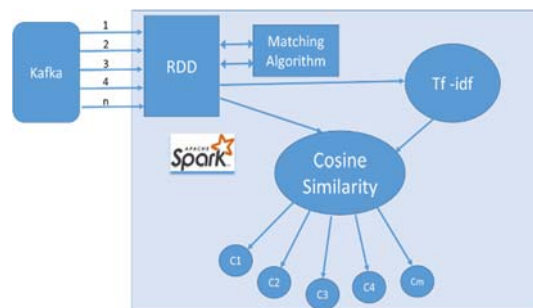 Kafka
1
2
3
4
n
RDD
Matching
Algorithm
Tf -idf
APACHE
Spark
Cosine
Similarity
C1
C2
C3
C4
Cm